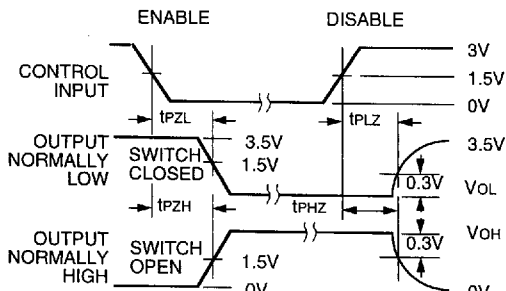 ENABLE DISABLE
3V
CONTROL INPUT 1.5V
0V
tPZL tPLZ
OUTPUT NORMALLY LOW
3.5V 3.5V
SWITCH CLOSED 1.5V
0.3V VOL
tPZH tPHZ
OUTPUT NORMALLY HIGH
VOH
0.3V
SWITCH OPEN 1.5V
0V 0V